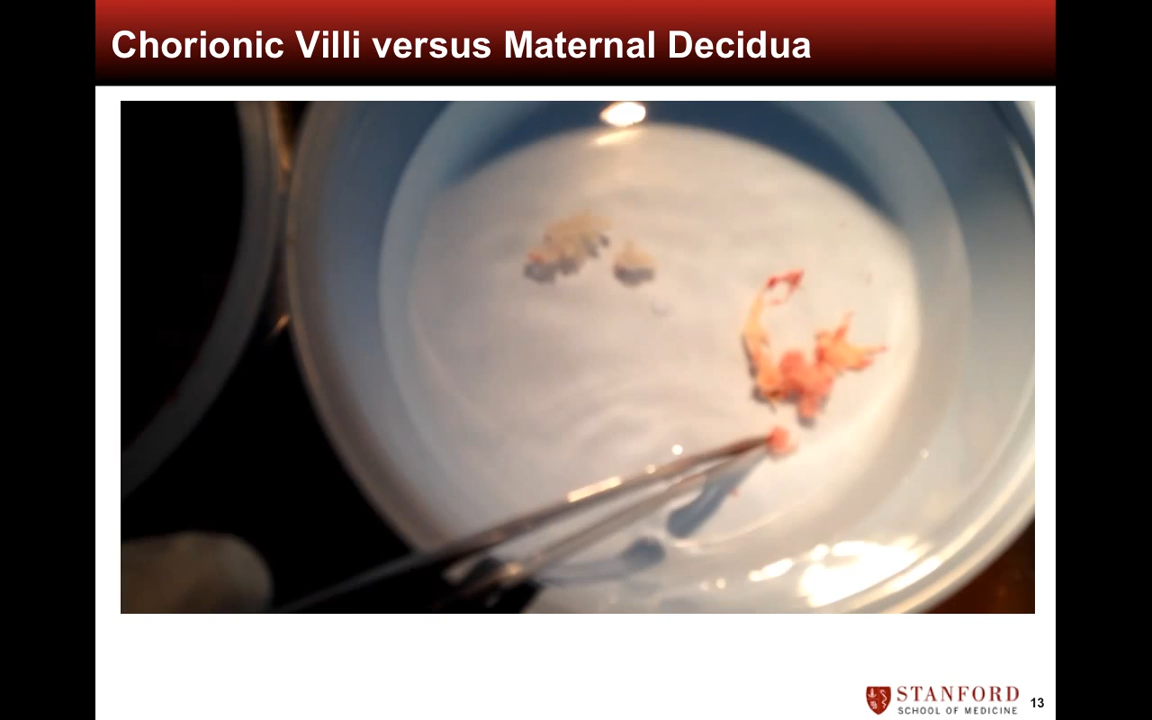 Chorionic Villi versus Maternal Decidua
STANFORD
SCHOOL OF MEDICINE
13